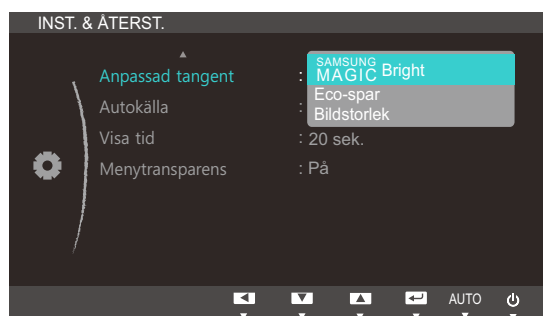 INST. & ÅTERST.
Anpassad tangent : SAMSUNG MAGIC Bright
Eco-spar
Autokälla :
Bildstorlek
Visa tid : 20 sek.
Menytransparens : På
AUTO